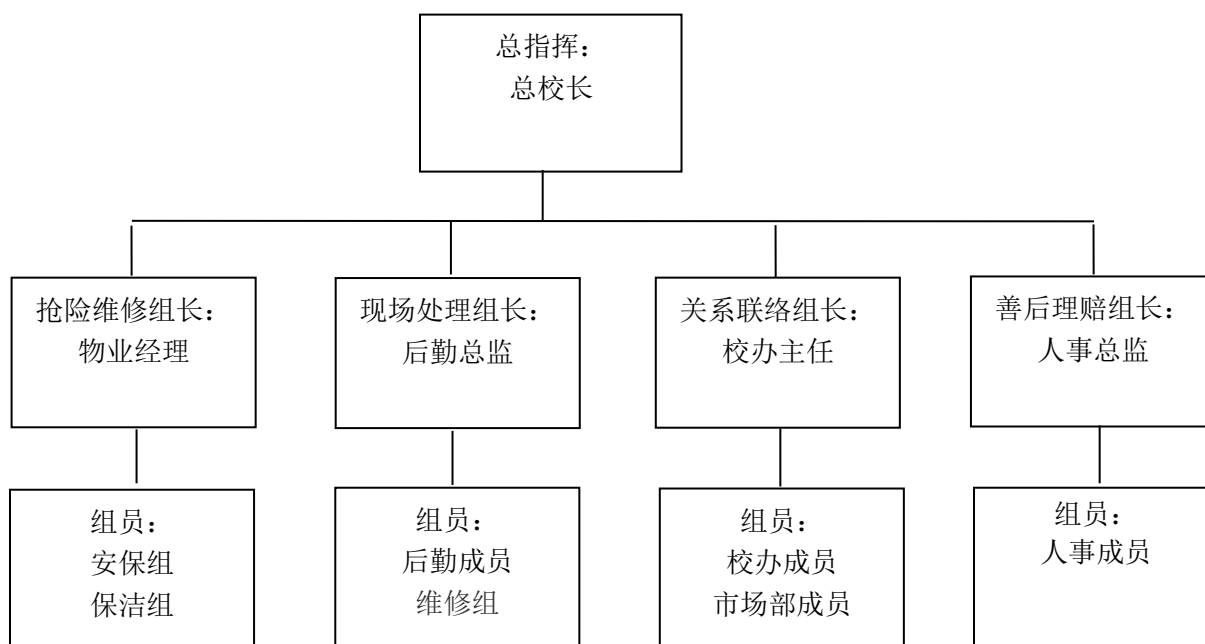 总指挥：
总校长
抢险维修组长：
物业经理
现场处理组长：
后勤总监
关系联络组长：
校办主任
善后理赔组长：
人事总监
组员：
安保组
保洁组
组员：
后勤成员
维修组
组员：
校办成员
市场部成员
组员：
人事成员